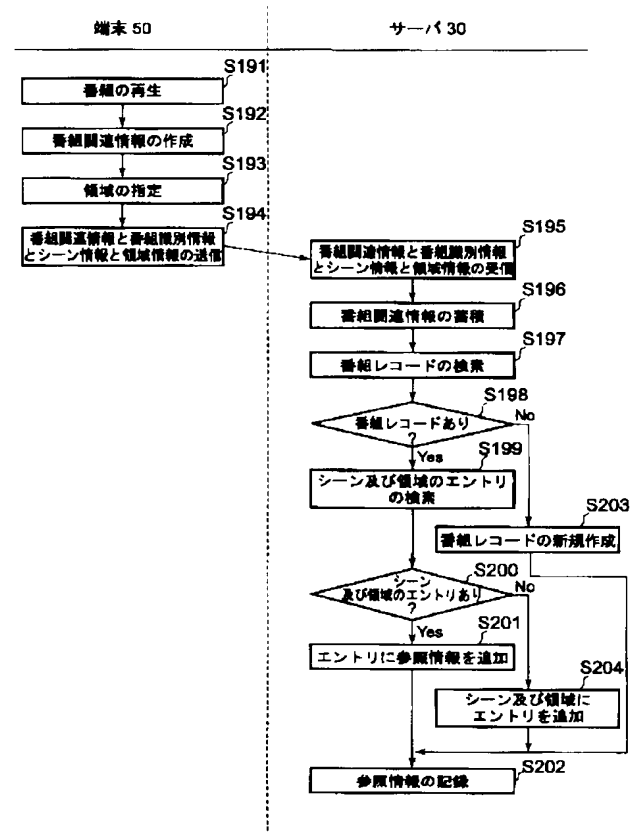 端末 50
サーバ 30
S191
番組の再生
S192
番組関連情報の作成
S193
領域の指定
S194
番組関連情報と番組識別情報
とシーン情報と領域情報の送信
S195
番組関連情報と番組識別情報
とシーン情報と領域情報の受信
S196
番組関連情報の蓄積
S197
番組レコードの検索
S198
番組レコードあり
?
No
Yes
S199
シーン及び領域のエントリ
の検索
S203
番組レコードの新規作成
S200
シーン
及び領域のエントリあり
?
No
Yes
S201
エントリに参照情報を追加
S204
シーン及び領域に
エントリを追加
S202
参照情報の記録